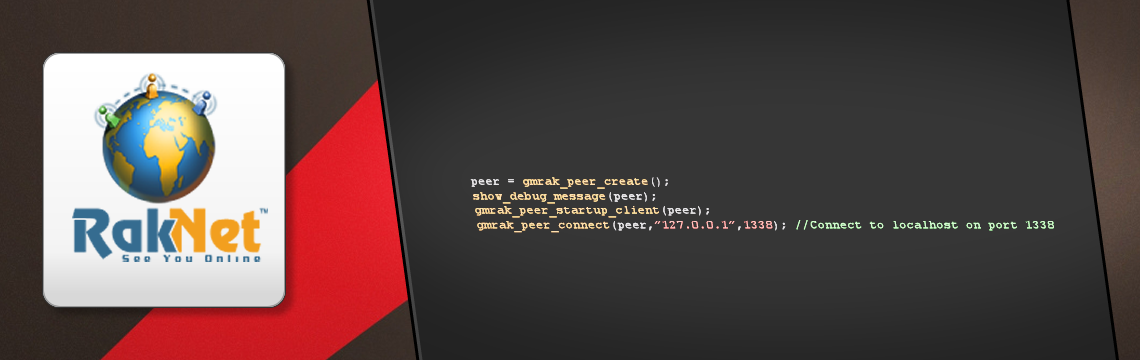 RakNet™
See You Online
peer = gmrak_peer_create();
show_debug_message(peer);
gmrak_peer_startup_client(peer);
gmrak_peer_connect(peer,"127.0.0.1",1338); //Connect to localhost on port 1338